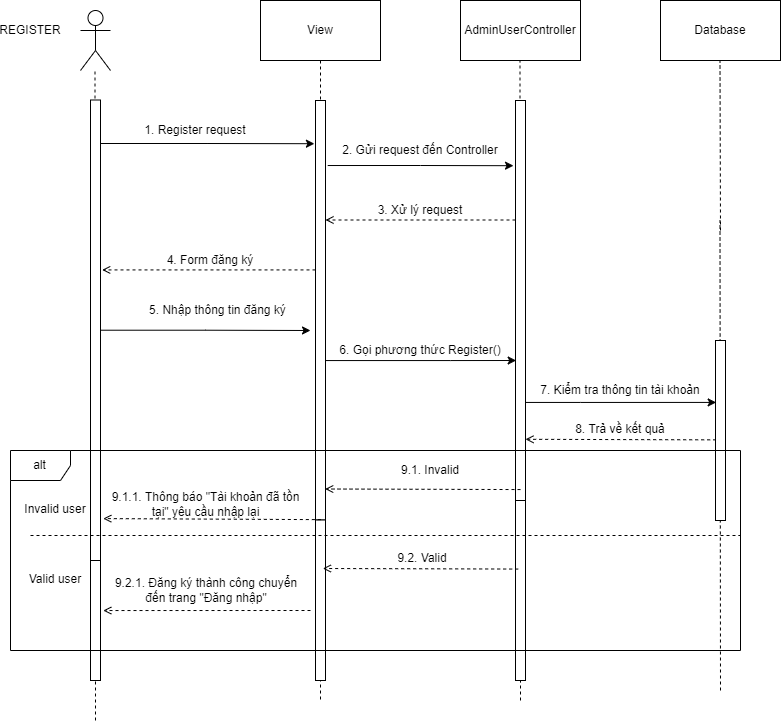 REGISTER
View
AdminUserController
Database
1. Register request
2. Gửi request đến Controller
3. Xử lý request
4. Form đăng ký
5. Nhập thông tin đăng ký
6. Gọi phương thức Register()
7. Kiểm tra thông tin tài khoản
8. Trả về kết quả
alt
9.1. Invalid
Invalid user
9.1.1. Thông báo "Tài khoản đã tồn
tại" yêu cầu nhập lại
9.2. Valid
Valid user
9.2.1. Đăng ký thành công chuyển
đến trang "Đăng nhập"